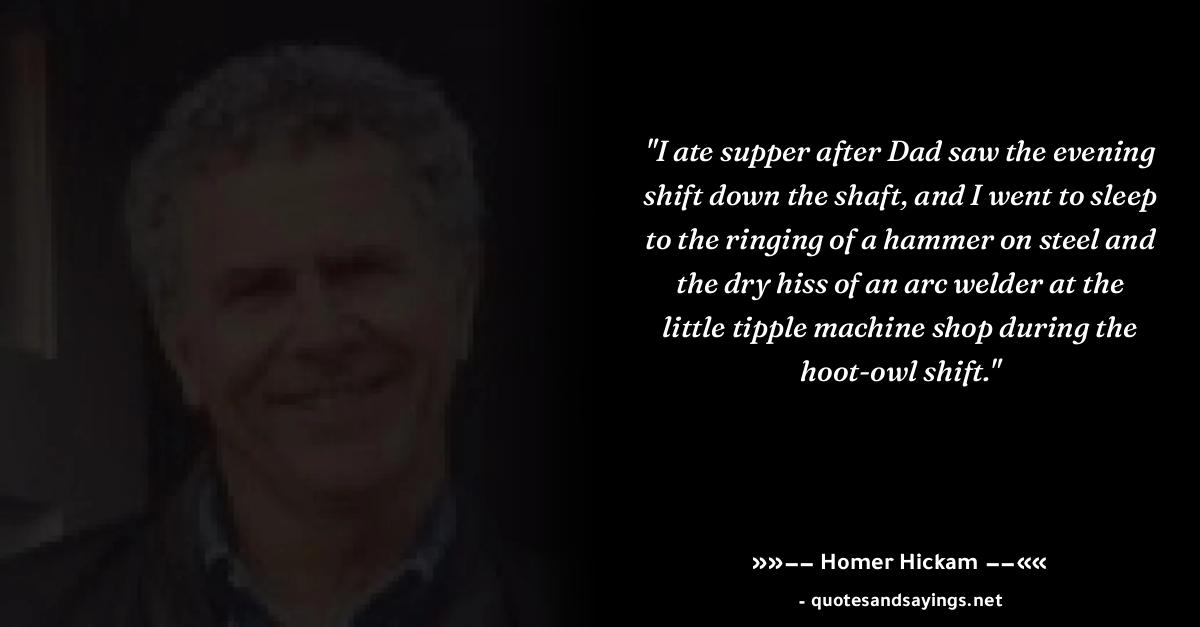 "I ate supper after Dad saw the evening
shift down the shaft, and I went to sleep
to the ringing of a hammer on steel and
the dry hiss of an arc welder at the
little tipple machine shop during the
hoot-owl shift."
»»–– Homer Hickam ––««
- quotesandsayings.net